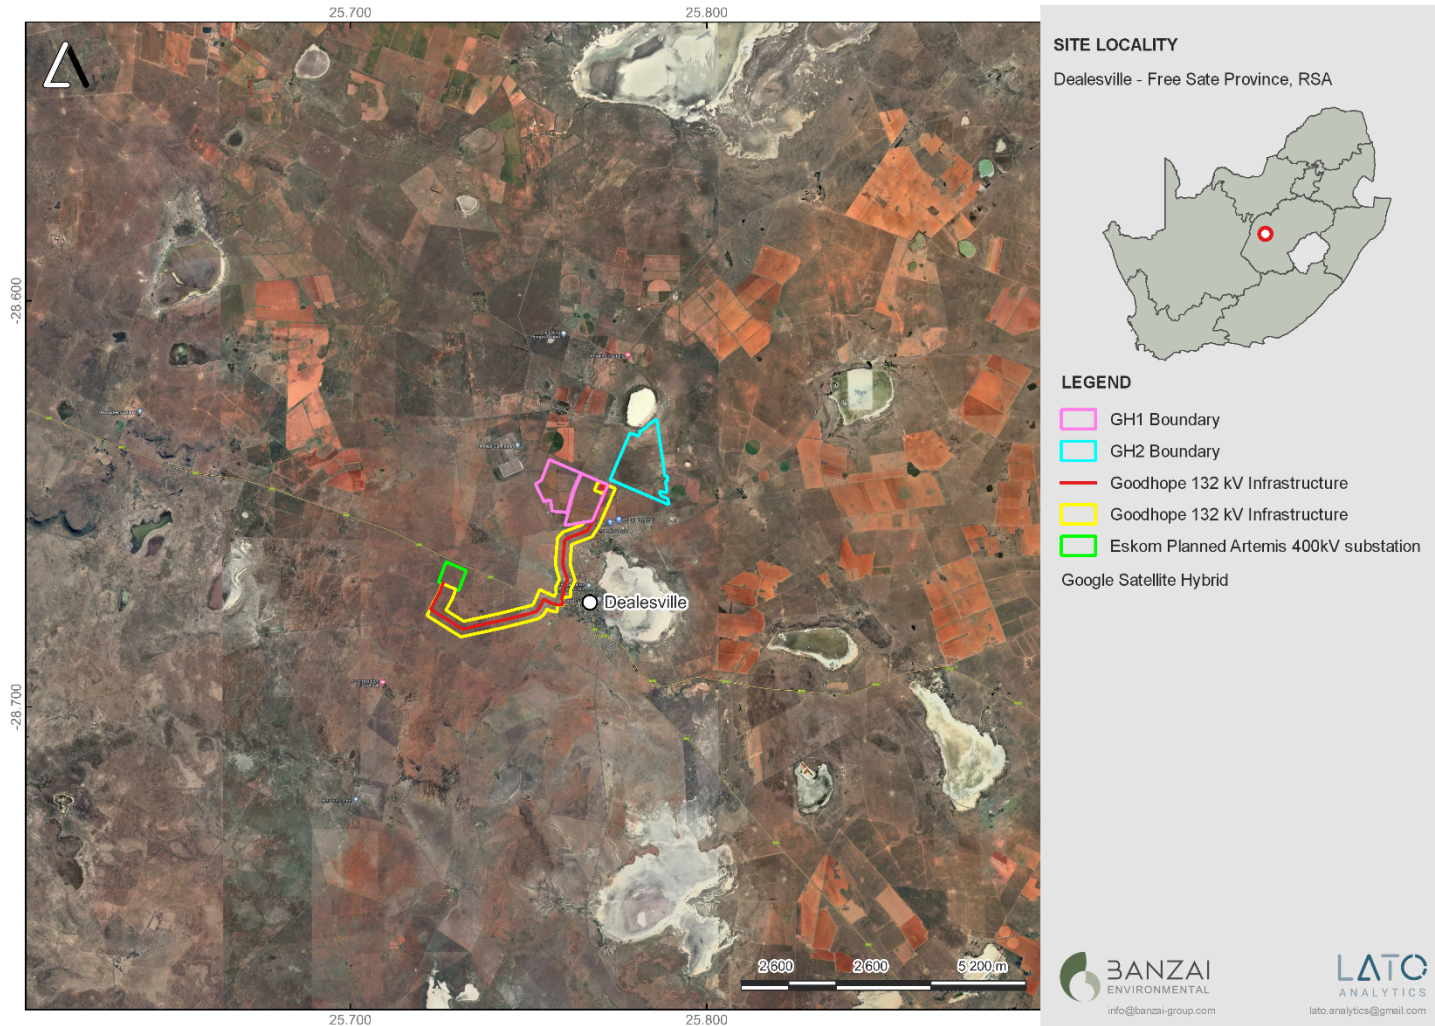 25.700
25.800
-28.600
-28.700
Dealesville
2 600
2 600
5 200 m
25.700
25.800
SITE LOCALITY
Dealesville - Free Sate Province, RSA
LEGEND
GH1 Boundary
GH2 Boundary
Goodhope 132 kV Infrastructure
Goodhope 132 kV Infrastructure
Eskom Planned Artemis 400kV substation
Google Satellite Hybrid
BANZAI
ENVIRONMENTAL
info@banzai-group.com
LATO
ANALYTICS
lato.analytics@gmail.com